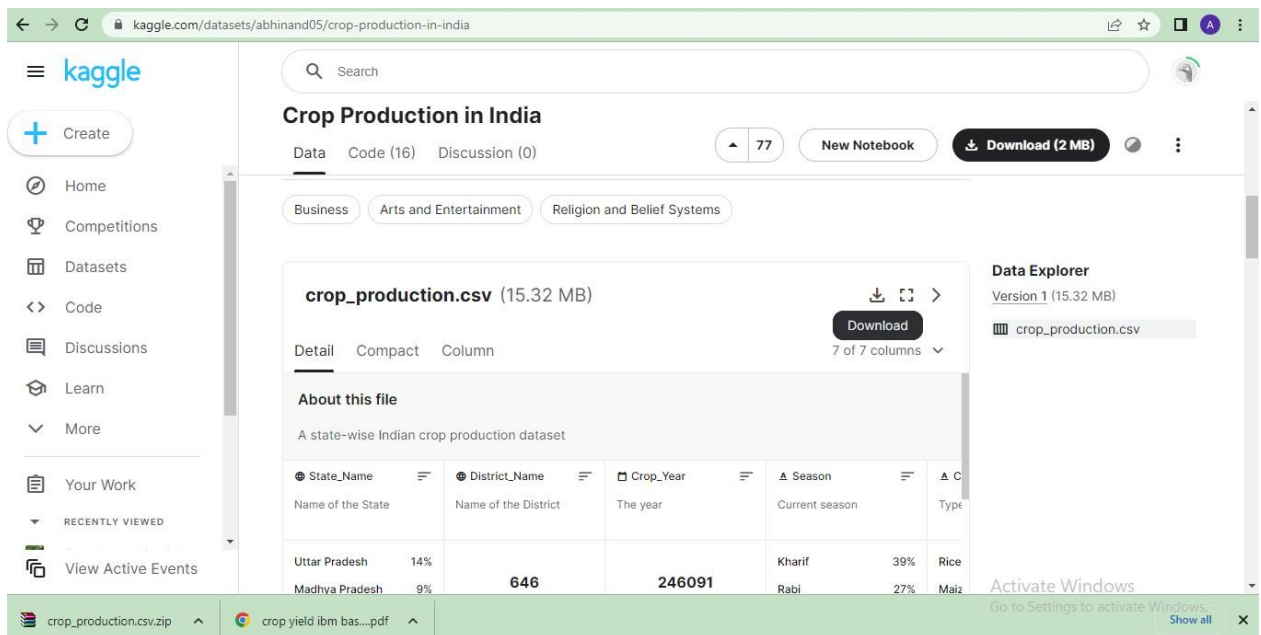 kaggle.com/datasets/abhinand05/crop-production-in-india
A
kaggle
Search
Create
Crop Production in India
Data Code (16) Discussion (0)
77
New Notebook
Download (2 MB)
Home
Competitions
Datasets
Code
Discussions
Learn
More
Your Work
RECENTLY VIEWED
View Active Events
Business Arts and Entertainment Religion and Belief Systems
crop_production.csv (15.32 MB)
Download
Detail Compact Column
7 of 7 columns
About this file
A state-wise Indian crop production dataset
State_Name District_Name Crop_Year A Season A C
Name of the State Name of the District The year Current season Type
Uttar Pradesh 14% Kharif 39% Rice
646 246091
Madhya Pradesh 9% Rabi 27% Maiz
Data Explorer
Version 1 (15.32 MB)
crop_production.csv
Activate Windows
Go to Settings to activate Windows.
crop_production.csv.zip crop yield ibm bas....pdf Show all